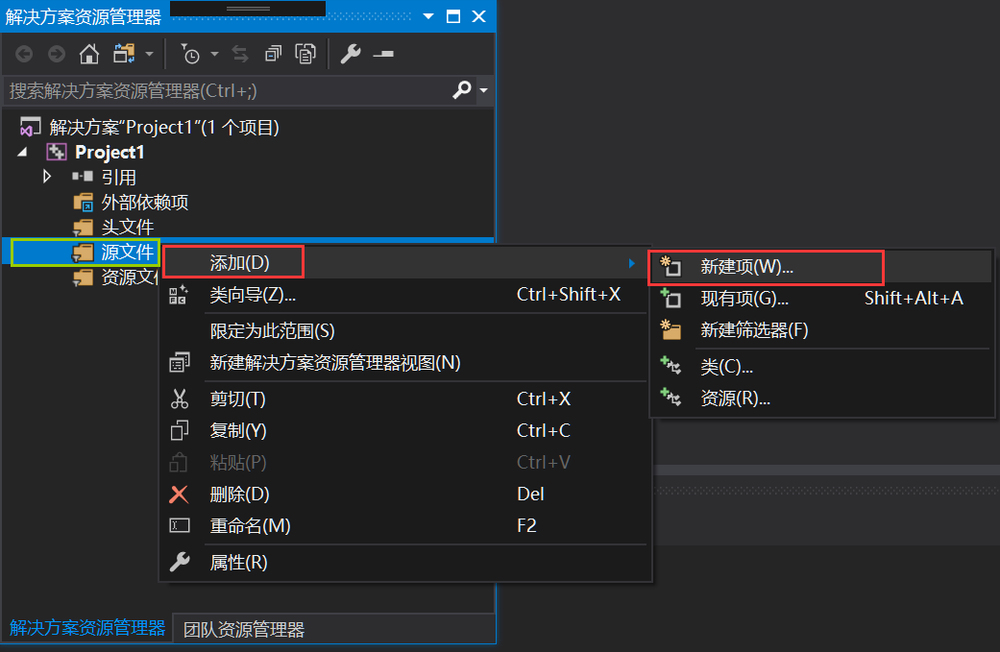 解决方案资源管理器
搜索解决方案资源管理器(Ctrl+;)
解决方案"Project1"(1 个项目)
Project1
引用
外部依赖项
头文件
源文件
资源文
添加(D)
类向导(Z)... Ctrl+Shift+X
限定为此范围(S)
新建解决方案资源管理器视图(N)
剪切(T) Ctrl+X
复制(Y) Ctrl+C
粘贴(P) Ctrl+V
删除(D) Del
重命名(M) F2
属性(R)
新建项(W)...
现有项(G)... Shift+Alt+A
新建筛选器(F)
类(C)...
资源(R)...
解决方案资源管理器
团队资源管理器